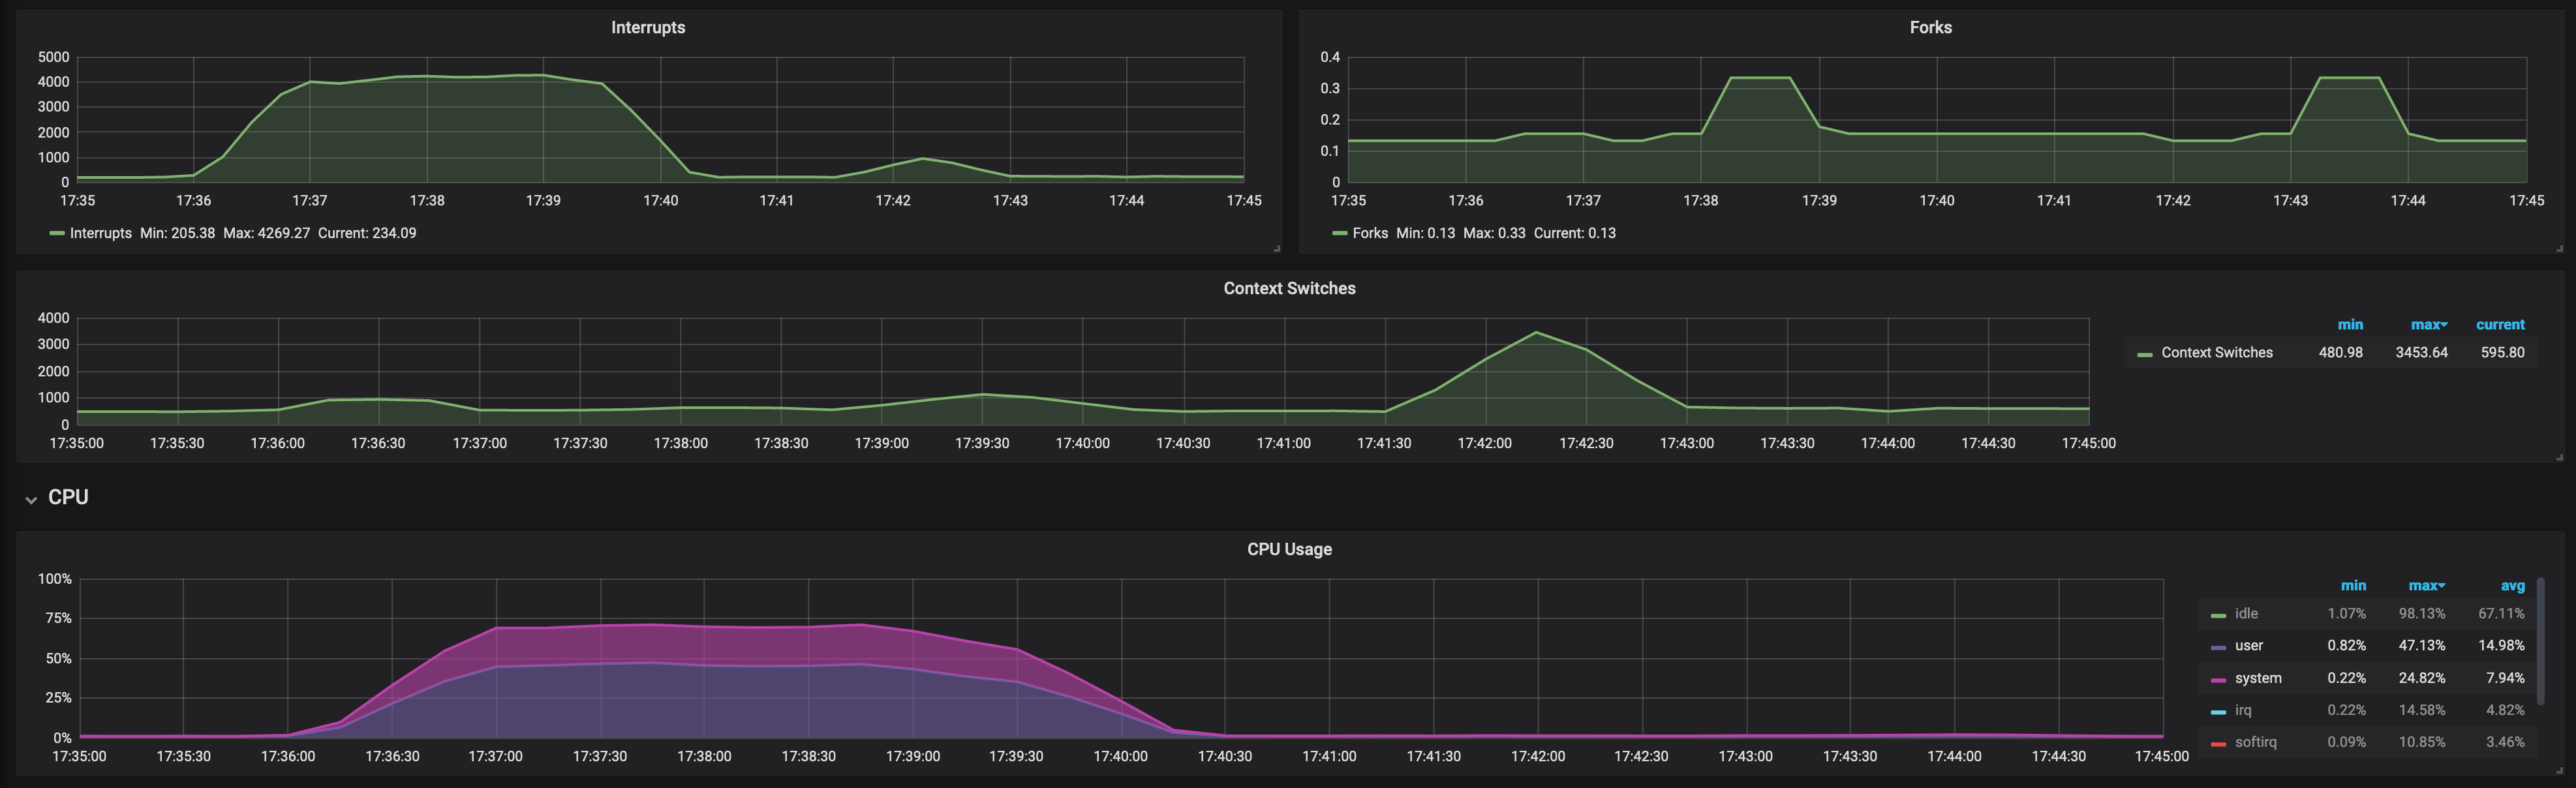 Interrupts
5000
4000
3000
2000
1000
0
17:35 17:36 17:37 17:38 17:39 17:40 17:41 17:42 17:43 17:44 17:45
Interrupts Min: 205.38 Max: 4269.27 Current: 234.09
Forks
0.4
0.3
0.2
0.1
0
17:35 17:36 17:37 17:38 17:39 17:40 17:41 17:42 17:43 17:44 17:45
Forks Min: 0.13 Max: 0.33 Current: 0.13
Context Switches
4000
3000
2000
1000
0
17:35:00 17:35:30 17:36:00 17:36:30 17:37:00 17:37:30 17:38:00 17:38:30 17:39:00 17:39:30 17:40:00 17:40:30 17:41:00 17:41:30 17:42:00 17:42:30 17:43:00 17:43:30 17:44:00 17:44:30 17:45:00
min max current
Context Switches 480.98 3453.64 595.80
CPU
CPU Usage
100%
75%
50%
25%
0%
17:35:00 17:35:30 17:36:00 17:36:30 17:37:00 17:37:30 17:38:00 17:38:30 17:39:00 17:39:30 17:40:00 17:40:30 17:41:00 17:41:30 17:42:00 17:42:30 17:43:00 17:43:30 17:44:00 17:44:30 17:45:00
min max avg
idle 1.07% 98.13% 67.11%
user 0.82% 47.13% 14.98%
system 0.22% 24.82% 7.94%
irq 0.22% 14.58% 4.82%
softirq 0.09% 10.85% 3.46%